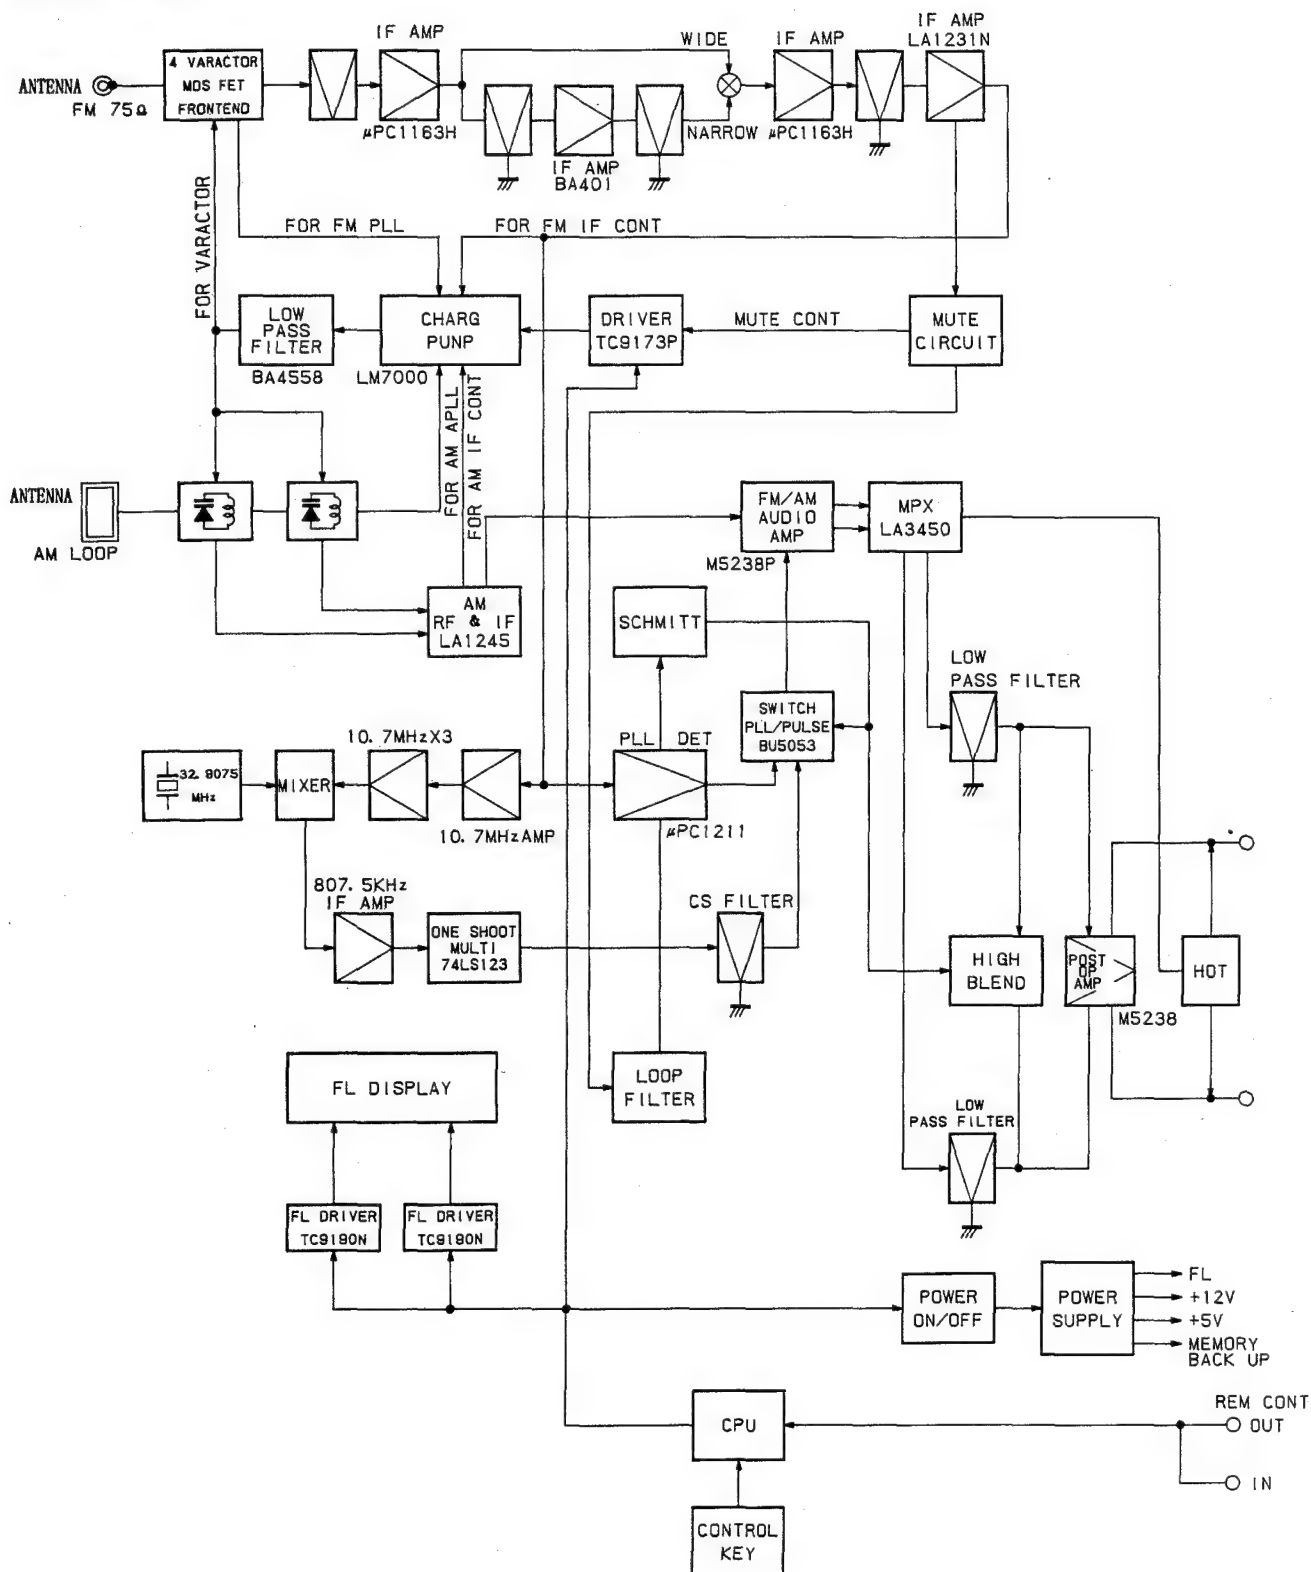 IF AMP
IF AMP
LA1231N
WIDE
IF AMP
4 VARACTOR
MOS FET
FRONTEND
ANTENNA
FM 75Ω
µPC1163H
NARROW
µPC1163H
IF AMP
BA401
FOR VARACTOR
FOR FM PLL
FOR FM IF CONT
LOW
PASS
FILTER
BA4558
CHARG
PUNP
LM7000
DRIVER
TC9173P
MUTE CONT
MUTE
CIRCUIT
FOR AM APLL
FOR AM IF CONT
ANTENNA
AM LOOP
FM/AM
AUDIO
AMP
M5238P
MPX
LA3450
AM
RF & IF
LA1245
SCHMITT
LOW
PASS FILTER
SWITCH
PLL/PULSE
BU5053
10.7MHzX3
PLL DET
32.9075
MHz
MIXER
10.7MHzAMP
µPC1211
807.5KHz
IF AMP
ONE SHOOT
MULTI
74LS123
CS FILTER
HIGH
BLEND
POST
OP
AMP
M5238
HOT
FL DISPLAY
LOOP
FILTER
LOW
PASS FILTER
FL DRIVER
TC9190N
FL DRIVER
TC9190N
POWER
ON/OFF
POWER
SUPPLY
FL
+12V
+5V
MEMORY
BACK UP
CPU
REM CONT
OUT
IN
CONTROL
KEY